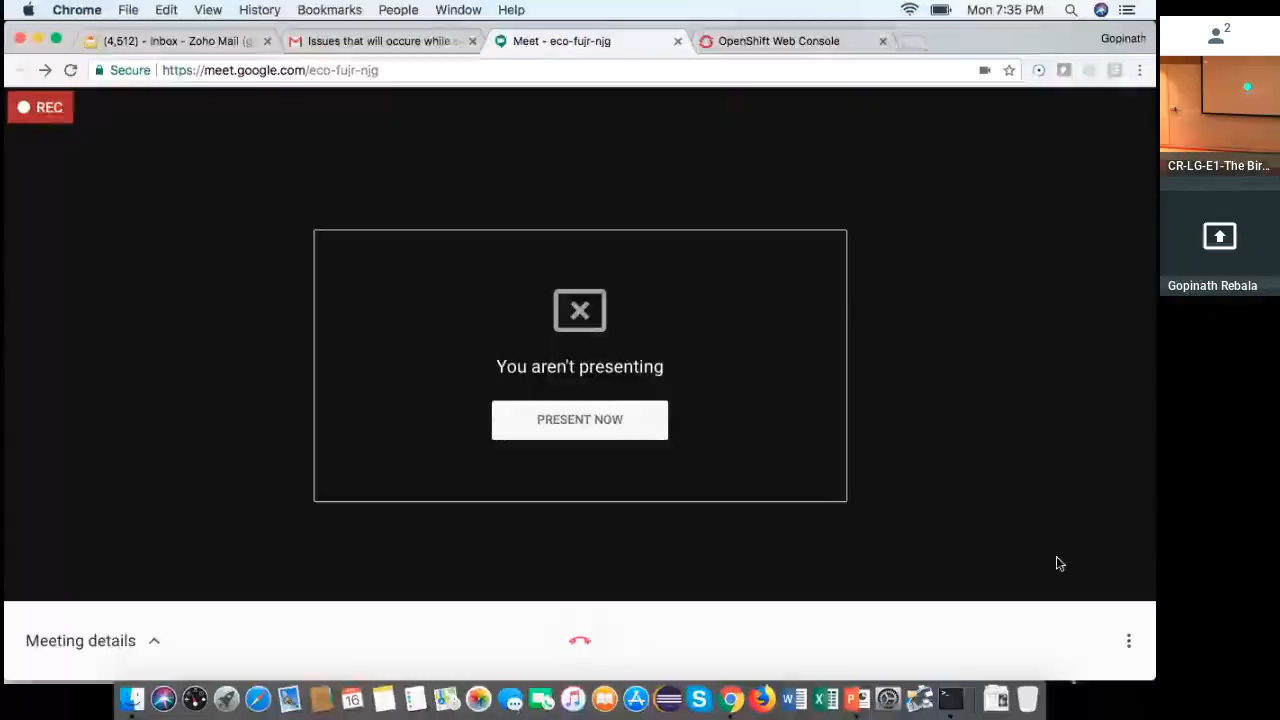 Chrome File Edit View History Bookmarks People Window Help Mon 7:35 PM
(4,512) - Inbox - Zoho Mail (g
Issues that will occure while
Meet - eco-fujr-njg
OpenShift Web Console
Gopinath
Secure https://meet.google.com/eco-fujr-njg
REC
2
CR-LG-E1-The Bir...
Gopinath Rebala
You aren't presenting
PRESENT NOW
Meeting details
16